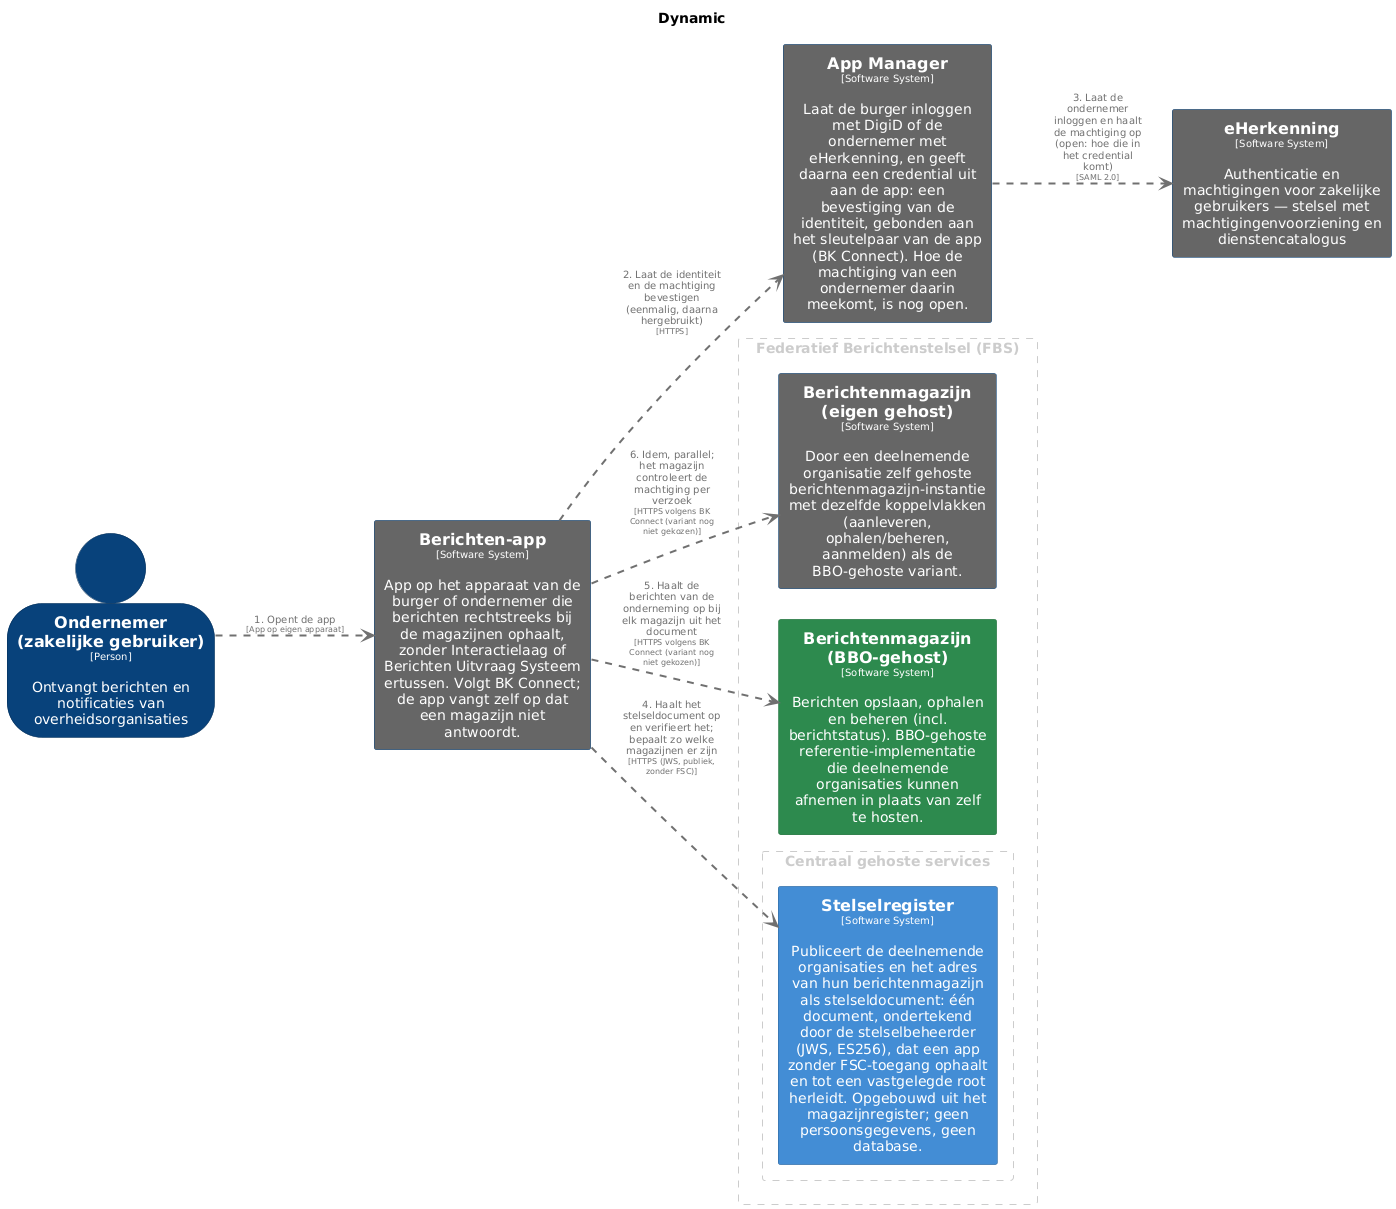 Dynamic
App Manager
[Software System]
Laat de burger inloggen
met DigiD of de
ondernemer met
eHerkenning, en geeft
daarna een credential uit
aan de app: een
bevestiging van de
identiteit, gebonden aan
het sleutelpaar van de app
(BK Connect). Hoe de
machtiging van een
ondernemer daarin
meekomt, is nog open.
3. Laat de
ondernemer
inloggen en haalt
de machtiging op
(open: hoe die in
het credential
komt)
[SAML 2.0]
eHerkenning
[Software System]
Authenticatie en
machtigingen voor zakelijke
gebruikers — stelsel met
machtigingenvoorziening en
dienstencatalogus
2. Laat de identiteit
en de machtiging
bevestigen
(eenmalig, daarna
hergebruikt)
[HTTPS]
Federatief Berichtenstelsel (FBS)
Berichtenmagazijn
(eigen gehost)
[Software System]
Door een deelnemende
organisatie zelf gehoste
berichtenmagazijn-instantie
met dezelfde koppelvlakken
(aanleveren,
ophalen/beheren,
aanmelden) als de
BBO-gehoste variant.
6. Idem, parallel;
het magazijn
controleert de
machtiging per
verzoek
[HTTPS volgens BK
Connect (variant nog
niet gekozen)]
Ondernemer
(zakelijke gebruiker)
[Person]
Ontvangt berichten en
notificaties van
overheidsorganisaties
1. Opent de app
[App op eigen apparaat]
Berichten-app
[Software System]
App op het apparaat van de
burger of ondernemer die
berichten rechtstreeks bij
de magazijnen ophaalt,
zonder Interactielaag of
Berichten Uitvraag Systeem
ertussen. Volgt BK Connect;
de app vangt zelf op dat
een magazijn niet
antwoordt.
5. Haalt de
berichten van de
onderneming op bij
elk magazijn uit het
document
[HTTPS volgens BK
Connect (variant nog
niet gekozen)]
Berichtenmagazijn
(BBO-gehost)
[Software System]
Berichten opslaan, ophalen
en beheren (incl.
berichtstatus). BBO-gehoste
referentie-implementatie
die deelnemende
organisaties kunnen
afnemen in plaats van zelf
te hosten.
4. Haalt het
stelseldocument op
en verifieert het;
bepaalt zo welke
magazijnen er zijn
[HTTPS (JWS, publiek,
zonder FSC)]
Centraal gehoste services
Stelselregister
[Software System]
Publiceert de deelnemende
organisaties en het adres
van hun berichtenmagazijn
als stelseldocument: één
document, ondertekend
door de stelselbeheerder
(JWS, ES256), dat een app
zonder FSC-toegang ophaalt
en tot een vastgelegde root
herleidt. Opgebouwd uit het
magazijnregister; geen
persoonsgegevens, geen
database.